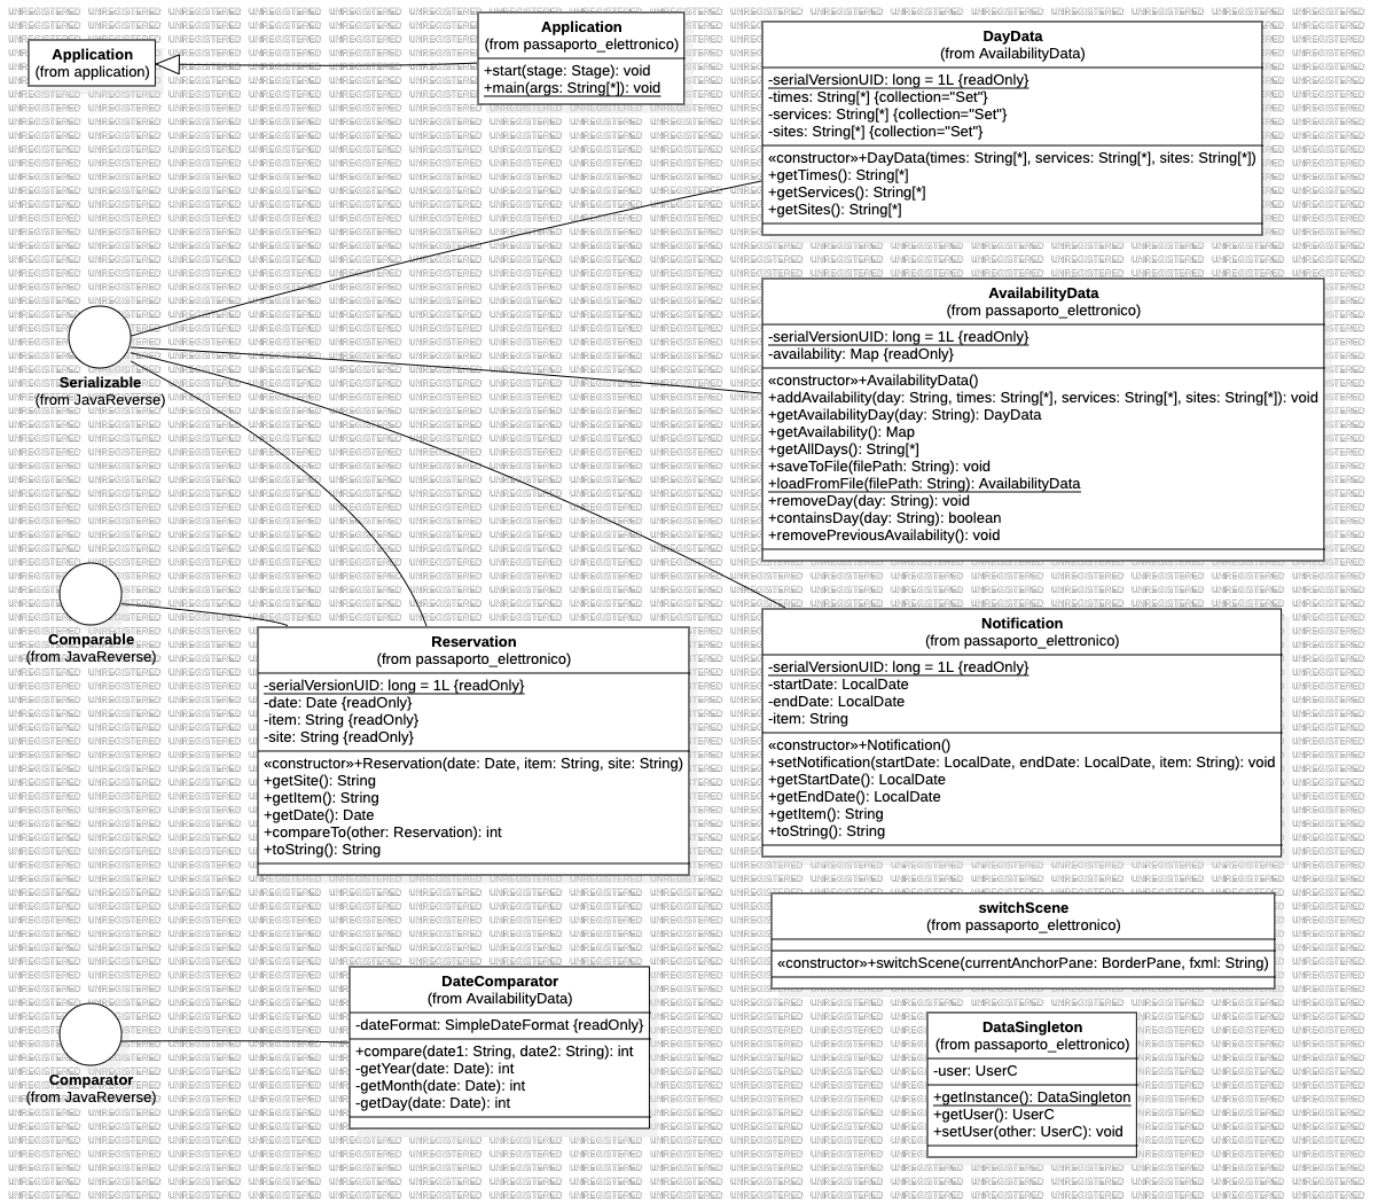 Application
(from application)
Application
(from passaporto_elettronico)
+start(stage: Stage): void
+main(args: String[*]): void
DayData
(from AvailabilityData)
-serialVersionUID: long = 1L {readOnly}
-times: String[*] {collection="Set"}
-services: String[*] {collection="Set"}
-sites: String[*] {collection="Set"}
«constructor»+DayData(times: String[*], services: String[*], sites: String[*])
+getTimes(): String[*]
+getServices(): String[*]
+getSites(): String[*]
Serializable
(from JavaReverse)
AvailabilityData
(from passaporto_elettronico)
-serialVersionUID: long = 1L {readOnly}
-availability: Map {readOnly}
«constructor»+AvailabilityData()
+addAvailability(day: String, times: String[*], services: String[*], sites: String[*]): void
+getAvailabilityDay(day: String): DayData
+getAvailability(): Map
+getAllDays(): String[*]
+saveToFile(filePath: String): void
+loadFromFile(filePath: String): AvailabilityData
+removeDay(day: String): void
+containsDay(day: String): boolean
+removePreviousAvailability(): void
Comparable
(from JavaReverse)
Reservation
(from passaporto_elettronico)
-serialVersionUID: long = 1L {readOnly}
-date: Date {readOnly}
-item: String {readOnly}
-site: String {readOnly}
«constructor»+Reservation(date: Date, item: String, site: String)
+getSite(): String
+getItem(): String
+getDate(): Date
+compareTo(other: Reservation): int
+toString(): String
Notification
(from passaporto_elettronico)
-serialVersionUID: long = 1L {readOnly}
-startDate: LocalDate
-endDate: LocalDate
-item: String
«constructor»+Notification()
+setNotification(startDate: LocalDate, endDate: LocalDate, item: String): void
+getStartDate(): LocalDate
+getEndDate(): LocalDate
+getItem(): String
+toString(): String
switchScene
(from passaporto_elettronico)
«constructor»+switchScene(currentAnchorPane: BorderPane, fxml: String)
Comparator
(from JavaReverse)
DateComparator
(from AvailabilityData)
-dateFormat: SimpleDateFormat {readOnly}
+compare(date1: String, date2: String): int
-getYear(date: Date): int
-getMonth(date: Date): int
-getDay(date: Date): int
DataSingleton
(from passaporto_elettronico)
-user: UserC
+getInstance(): DataSingleton
+getUser(): UserC
+setUser(other: UserC): void
UNREGISTERED